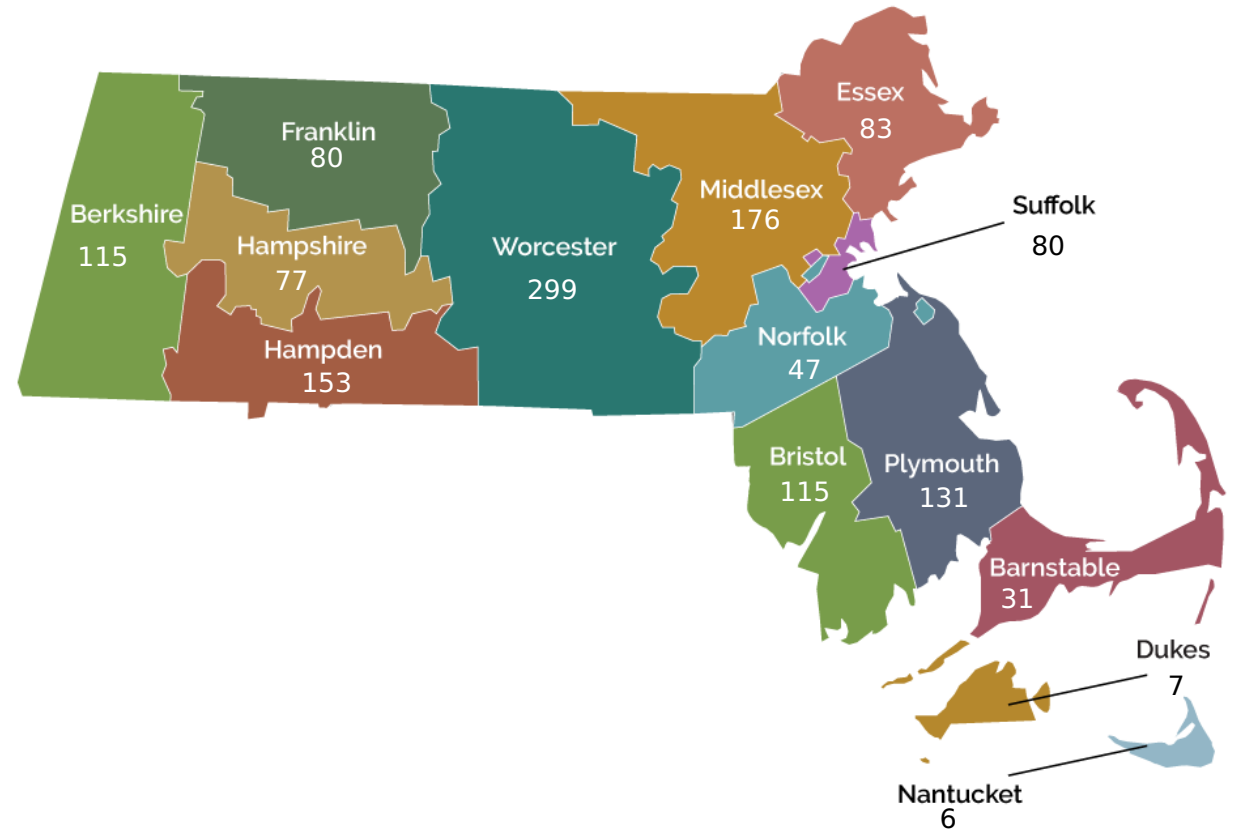 Essex
83
Franklin
80
Middlesex
176
Berkshire
115
Suffolk
80
Hampshire
77
Worcester
299
Norfolk
47
Hampden
153
Bristol
115
Plymouth
131
Barnstable
31
Dukes
7
Nantucket
6